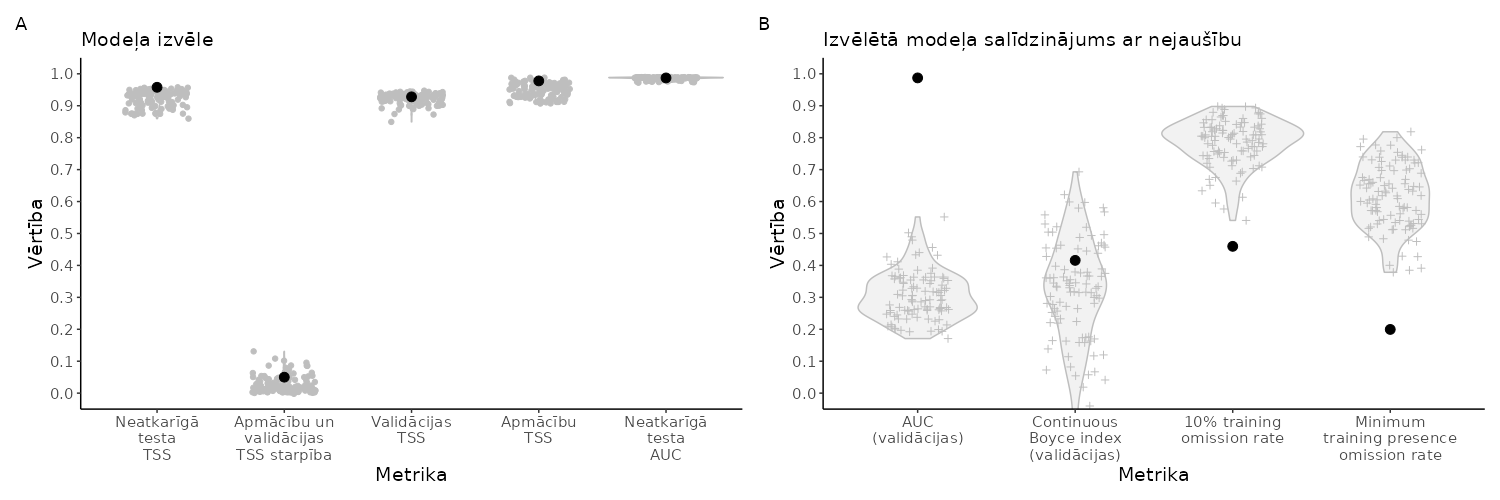 A
Modeļa izvēle
Vērtība
1.0
0.9
0.8
0.7
0.6
0.5
0.4
0.3
0.2
0.1
0.0
Neatkarīgā
testa
TSS
Apmācību un
validācijas
TSS starpība
Validācijas
TSS
Apmācību
TSS
Neatkarīgā
testa
AUC
Metrika
B
Izvēlētā modeļa salīdzinājums ar nejaušību
Vērtība
1.0
0.9
0.8
0.7
0.6
0.5
0.4
0.3
0.2
0.1
0.0
AUC
(validācijas)
Continuous
Boyce index
(validācijas)
10% training
omission rate
Minimum
training presence
omission rate
Metrika